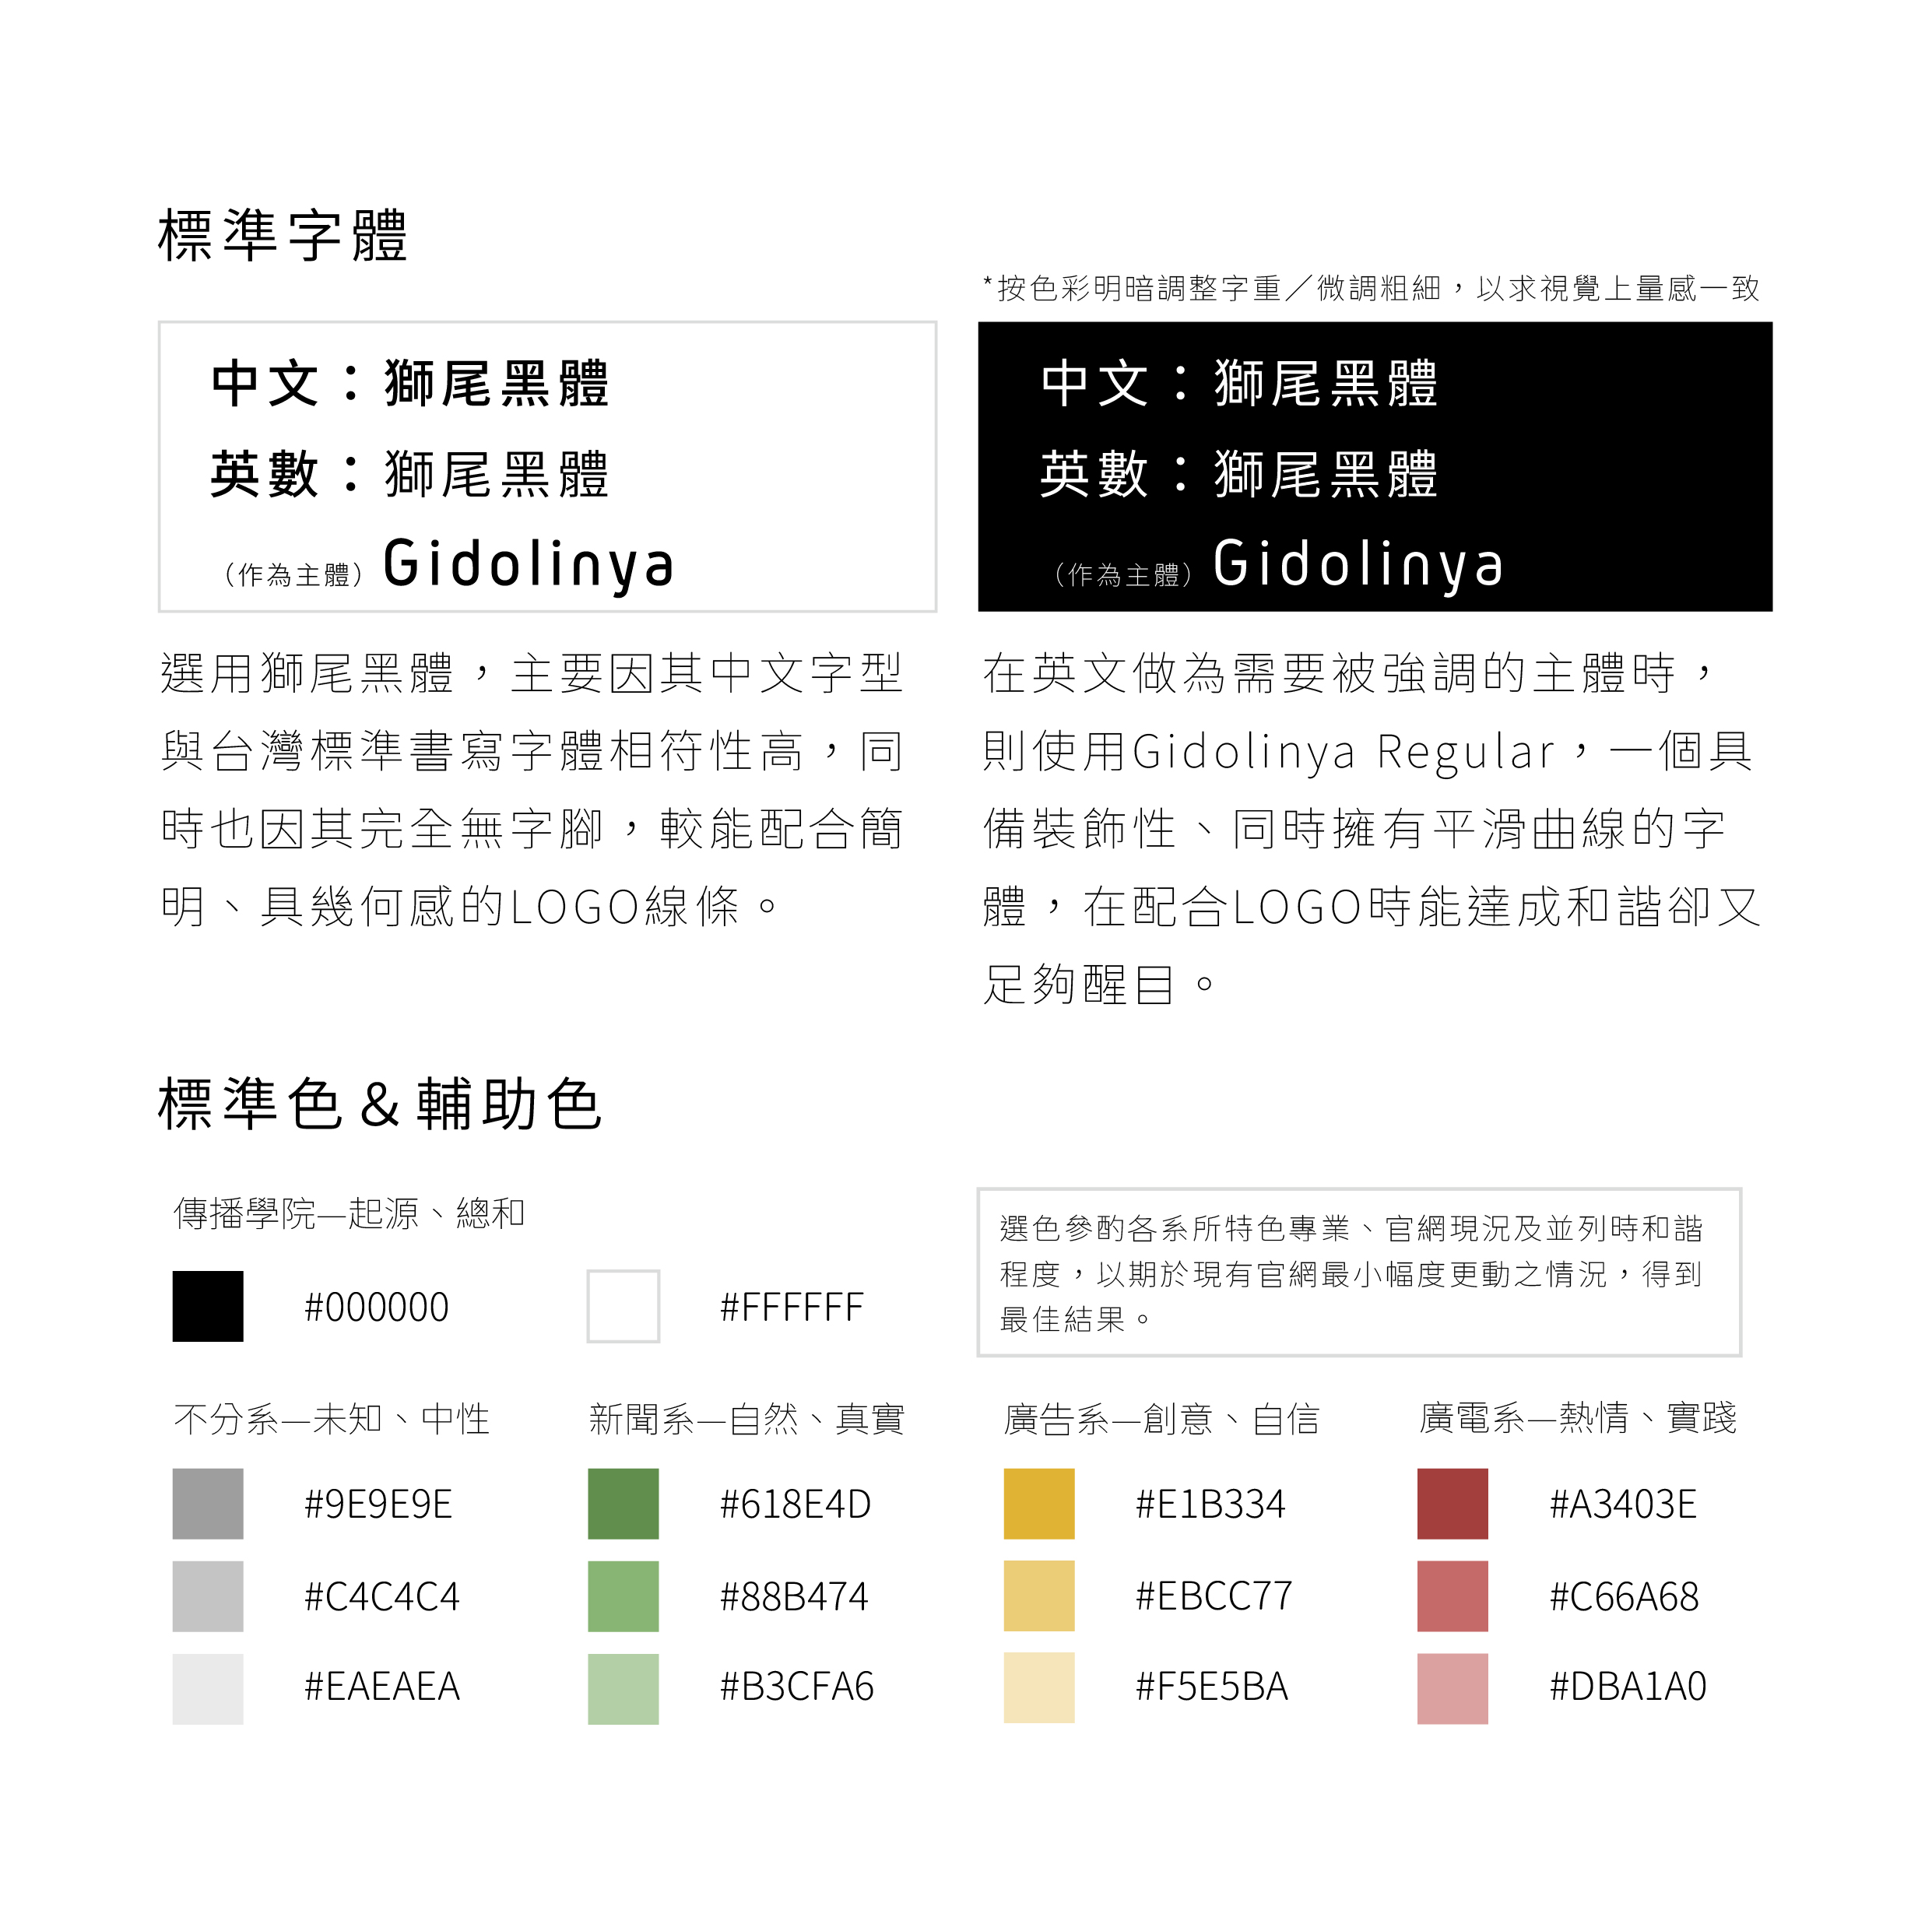 標準字體
*按色彩明暗調整字重／微調粗細，以求視覺上量感一致
中文：獅尾黑體
英數：獅尾黑體
（作為主體）Gidolinya
中文：獅尾黑體
英數：獅尾黑體
（作為主體）Gidolinya
選用獅尾黑體，主要因其中文字型
與台灣標準書寫字體相符性高，同
時也因其完全無字腳，較能配合簡
明、具幾何感的LOGO線條。
在英文做為需要被強調的主體時，
則使用Gidolinya Regular，一個具
備裝飾性、同時擁有平滑曲線的字
體，在配合LOGO時能達成和諧卻又
足夠醒目。
標準色＆輔助色
傳播學院—起源、總和
#000000
#FFFFFF
選色參酌各系所特色專業、官網現況及並列時和諧
程度，以期於現有官網最小幅度更動之情況，得到
最佳結果。
不分系—未知、中性
#9E9E9E
#C4C4C4
#EAEAEA
新聞系—自然、真實
#618E4D
#88B474
#B3CFA6
廣告系—創意、自信
#E1B334
#EBCC77
#F5E5BA
廣電系—熱情、實踐
#A3403E
#C66A68
#DBA1A0